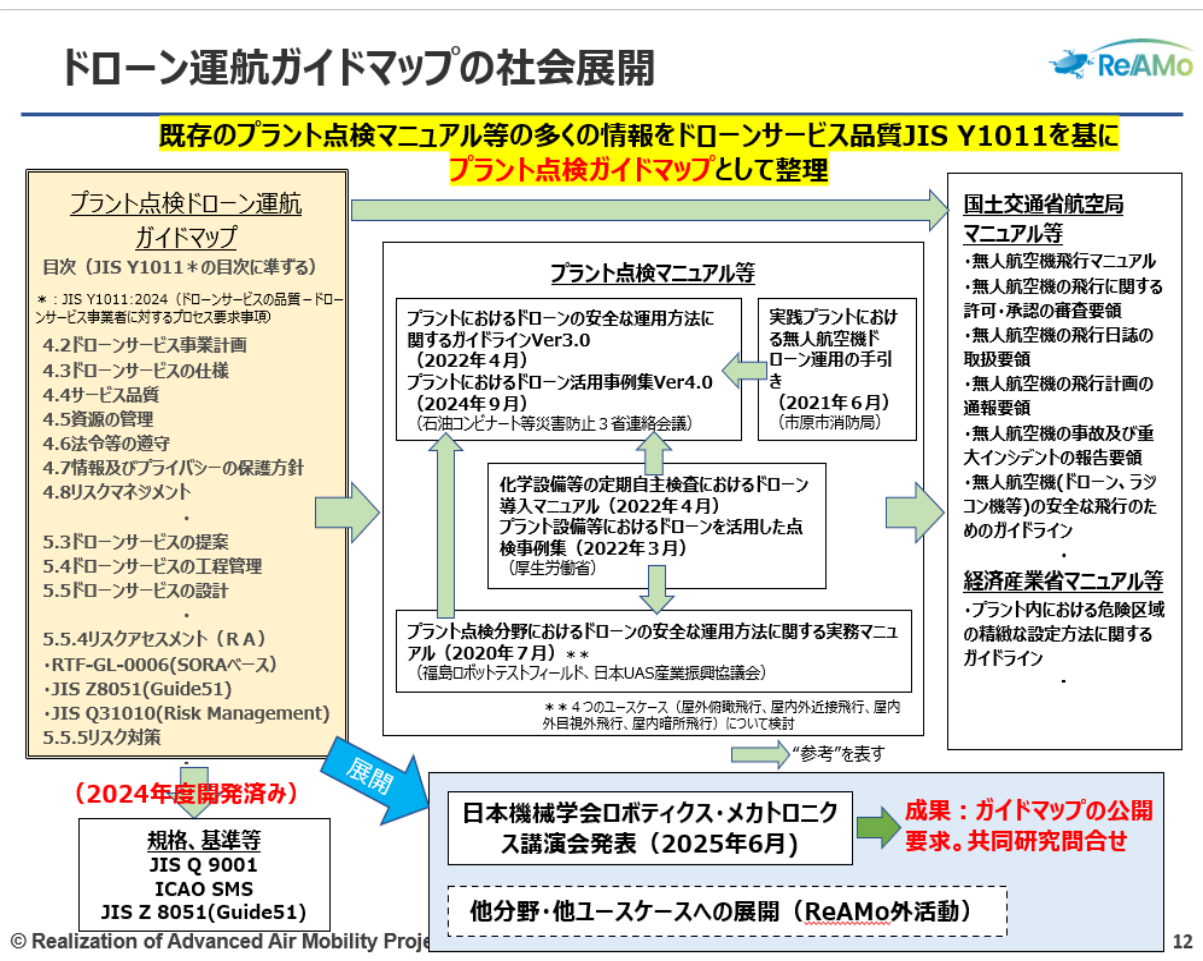 ドローン運航ガイドマップの社会展開
ReAMo
既存のプラント点検マニュアル等の多くの情報をドローンサービス品質JIS Y1011を基に
プラント点検ガイドマップとして整理
プラント点検ドローン運航
ガイドマップ
目次（JIS Y1011＊の目次に準ずる）
＊：JIS Y1011:2024（ドローンサービスの品質－ドロー
ンサービス事業者に対するプロセス要求事項）
4.2ドローンサービス事業計画
4.3ドローンサービスの仕様
4.4サービス品質
4.5資源の管理
4.6法令等の遵守
4.7情報及びプライバシーの保護方針
4.8リスクマネジメント
・
5.3ドローンサービスの提案
5.4ドローンサービスの工程管理
5.5ドローンサービスの設計
・
5.5.4リスクアセスメント（ＲＡ）
・RTF-GL-0006(SORAベース）
・JIS Z8051(Guide51)
・JIS Q31010(Risk Management)
5.5.5リスク対策
（2024年度開発済み）
規格、基準等
JIS Q 9001
ICAO SMS
JIS Z 8051(Guide51)
プラント点検マニュアル等
プラントにおけるドローンの安全な運用方法に
関するガイドラインVer3.0
（2022年４月）
プラントにおけるドローン活用事例集Ver4.0
（2024年９月）
（石油コンビナート等災害防止３省連絡会議）
実践プラントにおけ
る無人航空機ド
ローン運用の手引
き
（2021年６月）
（市原市消防局）
化学設備等の定期自主検査におけるドローン
導入マニュアル（2022年４月）
プラント設備等におけるドローンを活用した点
検事例集（2022年３月）
（厚生労働省）
プラント点検分野におけるドローンの安全な運用方法に関する実務マニュ
アル（2020年７月）＊＊
（福島ロボットテストフィールド、日本UAS産業振興協議会）
＊＊４つのユースケース（屋外俯瞰飛行、屋内外近接飛行、屋内
外目視外飛行、屋内暗所飛行）について検討
“参考”を表す
国土交通省航空局
マニュアル等
・無人航空機飛行マニュアル
・無人航空機の飛行に関する
許可・承認の審査要領
・無人航空機の飛行日誌の
取扱要領
・無人航空機の飛行計画の
通報要領
・無人航空機の事故及び重
大インシデントの報告要領
・無人航空機(ドローン、ラジ
コン機等)の安全な飛行のた
めのガイドライン
・
経済産業省マニュアル等
・プラント内における危険区域
の精緻な設定方法に関する
ガイドライン
・
展開
日本機械学会ロボティクス・メカトロニク
ス講演会発表（2025年6月)
成果：ガイドマップの公開
要求。共同研究問合せ
他分野・他ユースケースへの展開（ReAMo外活動）
© Realization of Advanced Air Mobility Proje
12